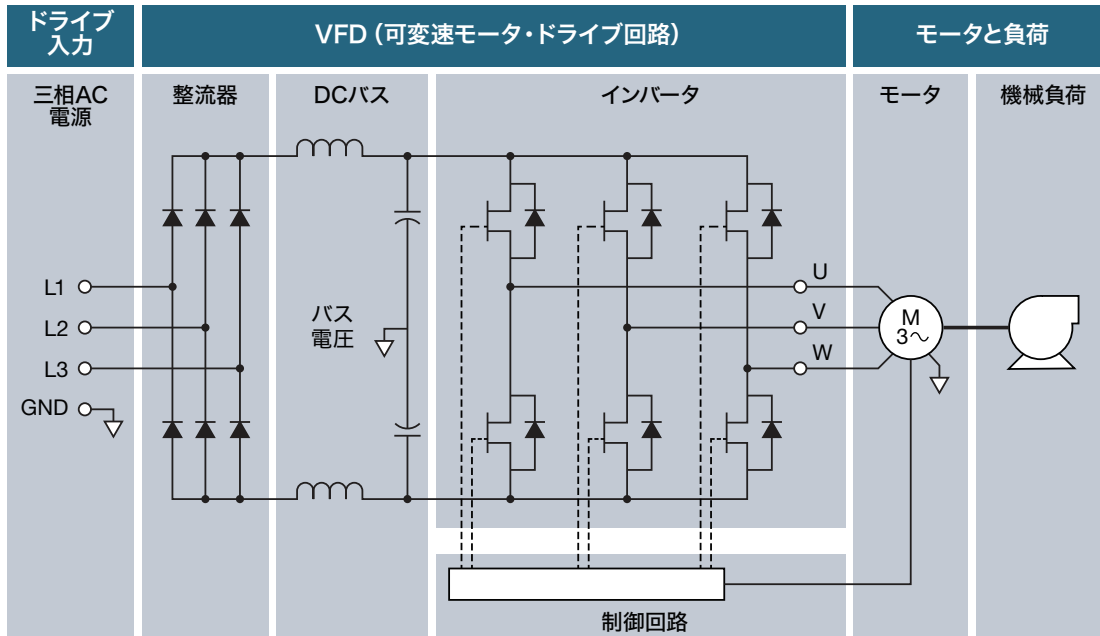 ドライブ
入力
VFD（可変速モータ・ドライブ回路）
モータと負荷
三相AC
電源
整流器
DCバス
インバータ
モータ
機械負荷
L1
L2
L3
GND
バス
電圧
U
V
W
M
3～
制御回路